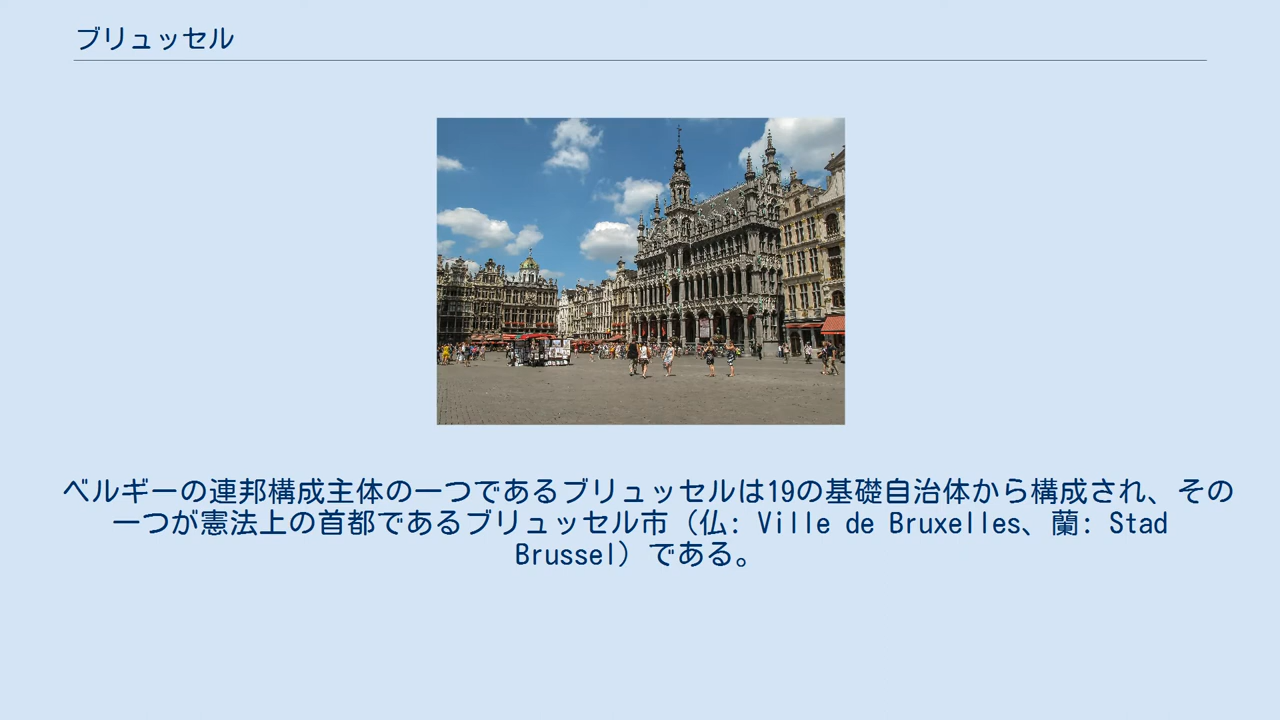 ブリュッセル
ベルギーの連邦構成主体の一つであるブリュッセルは19の基礎自治体から構成され、その
一つが憲法上の首都であるブリュッセル市（仏: Ville de Bruxelles、蘭: Stad
Brussel）である。